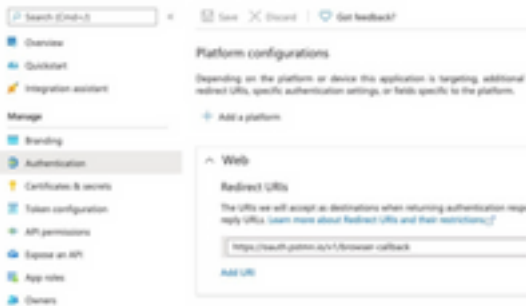 Search (Cmd+/)
Save
Discard
Got feedback?
Overview
Quickstart
Integration assistant
Manage
Branding
Authentication
Certificates & secrets
Token configuration
API permissions
Expose an API
App roles
Owners
Platform configurations
Depending on the platform or device this application is targeting, additional
redirect URIs, specific authentication settings, or fields specific to the platform.
Add a platform
Web
Redirect URIs
The URIs we will accept as destinations when returning authentication resp
reply URLs. Learn more about Redirect URIs and their restrictions
https://oauth.pstmn.io/v1/browser-callback
Add URI